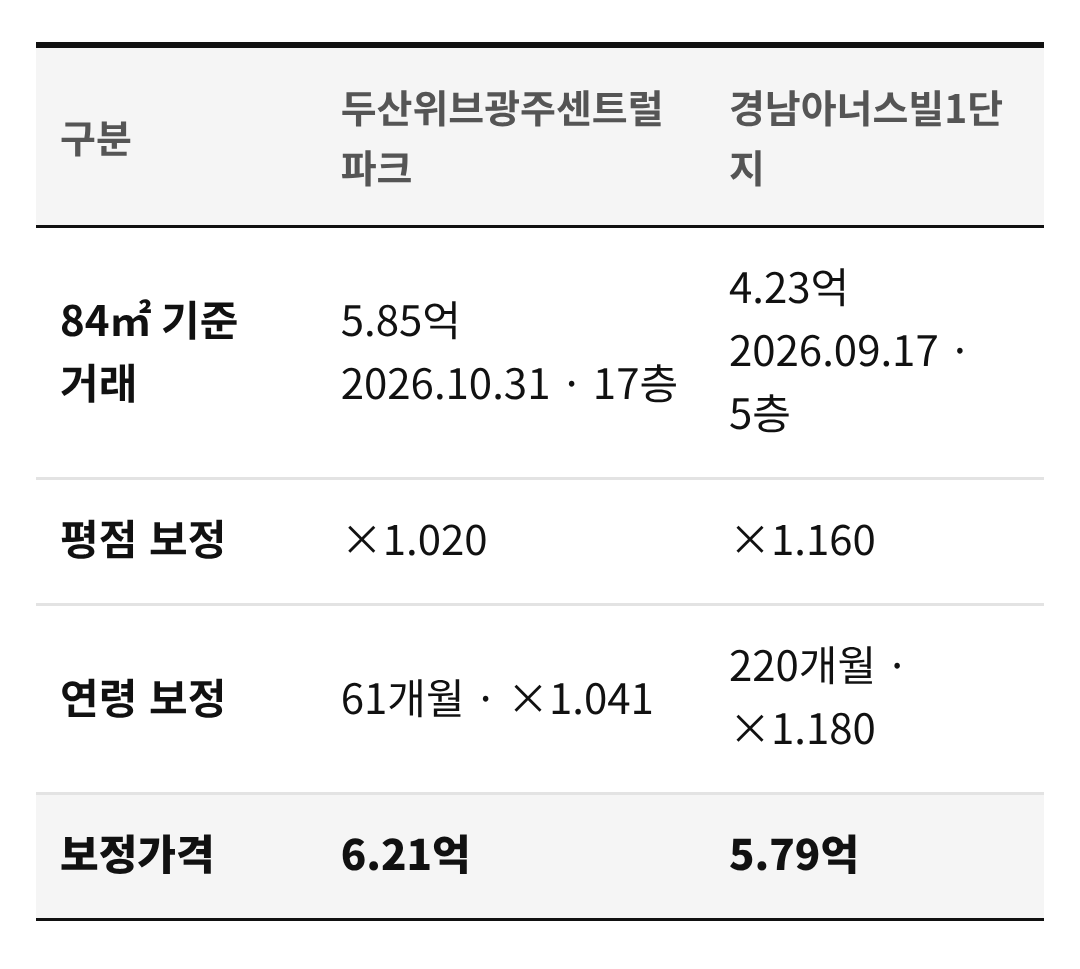 구분
두산위브광주센트럴
파크
경남아너스빌1단
지
84㎡ 기준
거래
5.85억
2026.10.31 · 17층
4.23억
2026.09.17 ·
5층
평점 보정
×1.020
×1.160
연령 보정
61개월 · ×1.041
220개월 ·
×1.180
보정가격
6.21억
5.79억